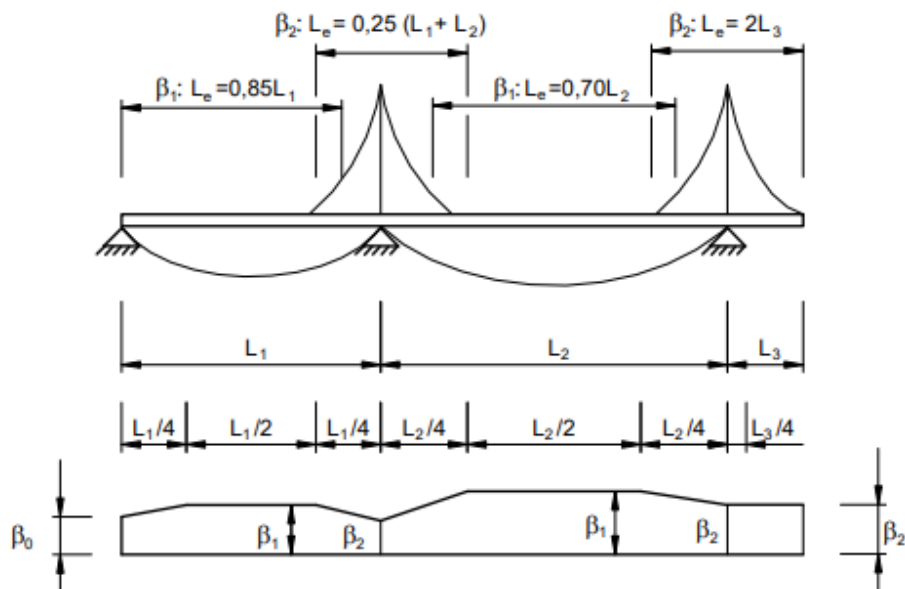 β₂: Lₑ= 0,25 (L₁+ L₂)
β₂: Lₑ= 2L₃
β₁: Lₑ=0,85L₁
β₁: Lₑ=0,70L₂
L₁
L₂
L₃
L₁/4
L₁/2
L₁/4
L₂/4
L₂/2
L₂/4
L₃/4
β₀
β₁
β₂
β₁
β₂
β₂